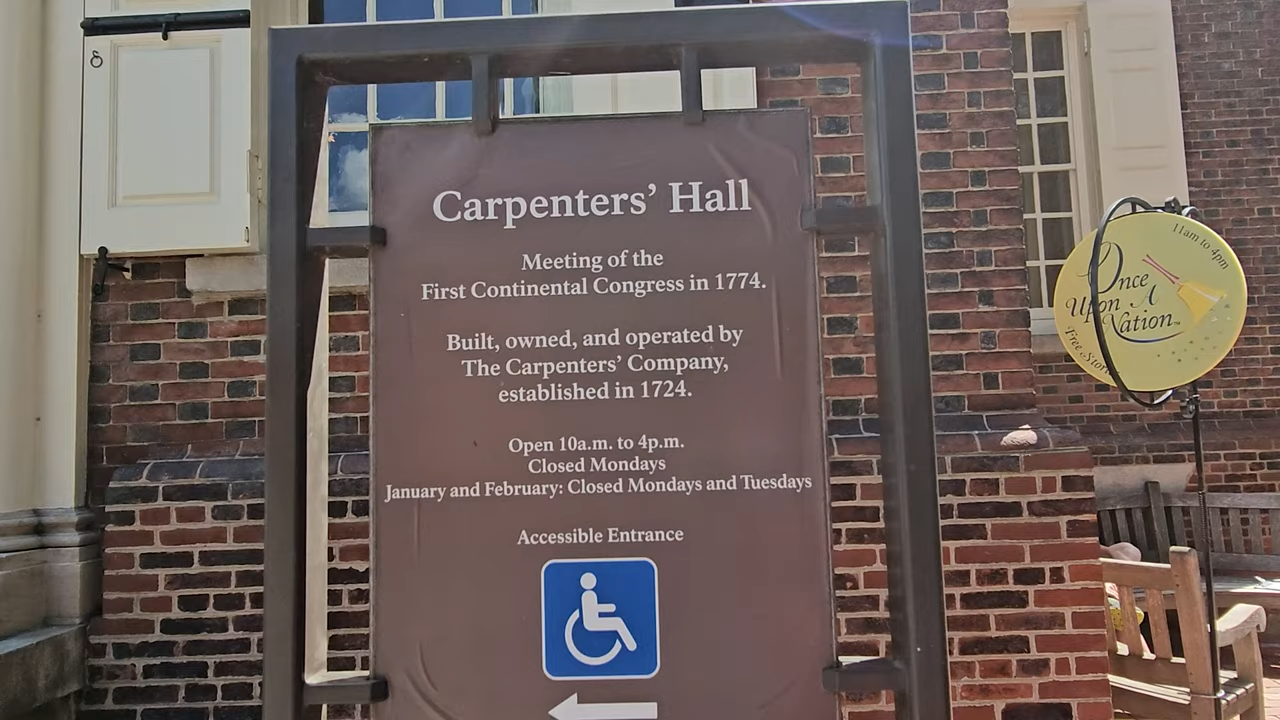 Carpenters' Hall
Meeting of the
First Continental Congress in 1774.
Built, owned, and operated by
The Carpenters' Company,
established in 1724.
Open 10a.m. to 4p.m.
Closed Mondays
January and February: Closed Mondays and Tuesdays
Accessible Entrance
11am to 4pm
Once
Upon A
Nation
Free